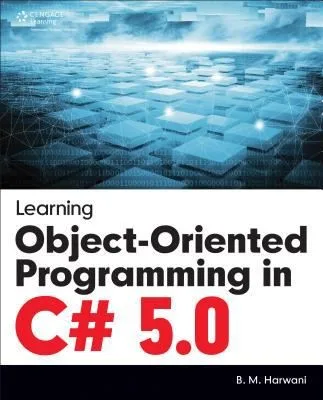 CENGAGE
Learning
Learning
Object-Oriented
Programming in
C# 5.0
B. M. Harwani